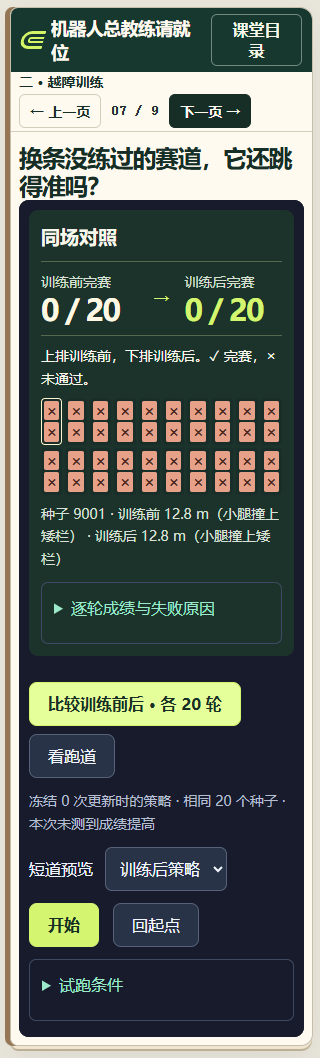 机器人总教练请就
位
课堂目
录
二 • 越障训练
← 上一页
07 / 9
下一页 →
换条没练过的赛道，它还跳
得准吗？
同场对照
训练前完赛
0 / 20
→
训练后完赛
0 / 20
上排训练前，下排训练后。✓ 完赛，×
未通过。
× × × × × × × × × ×
× × × × × × × × × ×
× × × × × × × × × ×
× × × × × × × × × ×
种子 9001 · 训练前 12.8 m（小腿撞上
矮栏） · 训练后 12.8 m（小腿撞上矮
栏）
▶ 逐轮成绩与失败原因
比较训练前后 • 各 20 轮
看跑道
冻结 0 次更新时的策略 · 相同 20 个种子 ·
本次未测到成绩提高
短道预览
训练后策略
开始
回起点
▶ 试跑条件